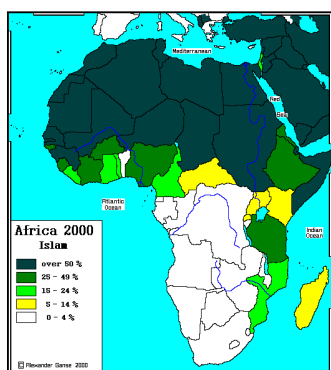 Mediterranean
Red
Sea
Atlantic
Ocean
Indian
Ocean
Africa 2000
Islam
over 50 %
25 - 49 %
15 - 24 %
5 - 14 %
0 - 4 %
© Alexander Ganse 2000